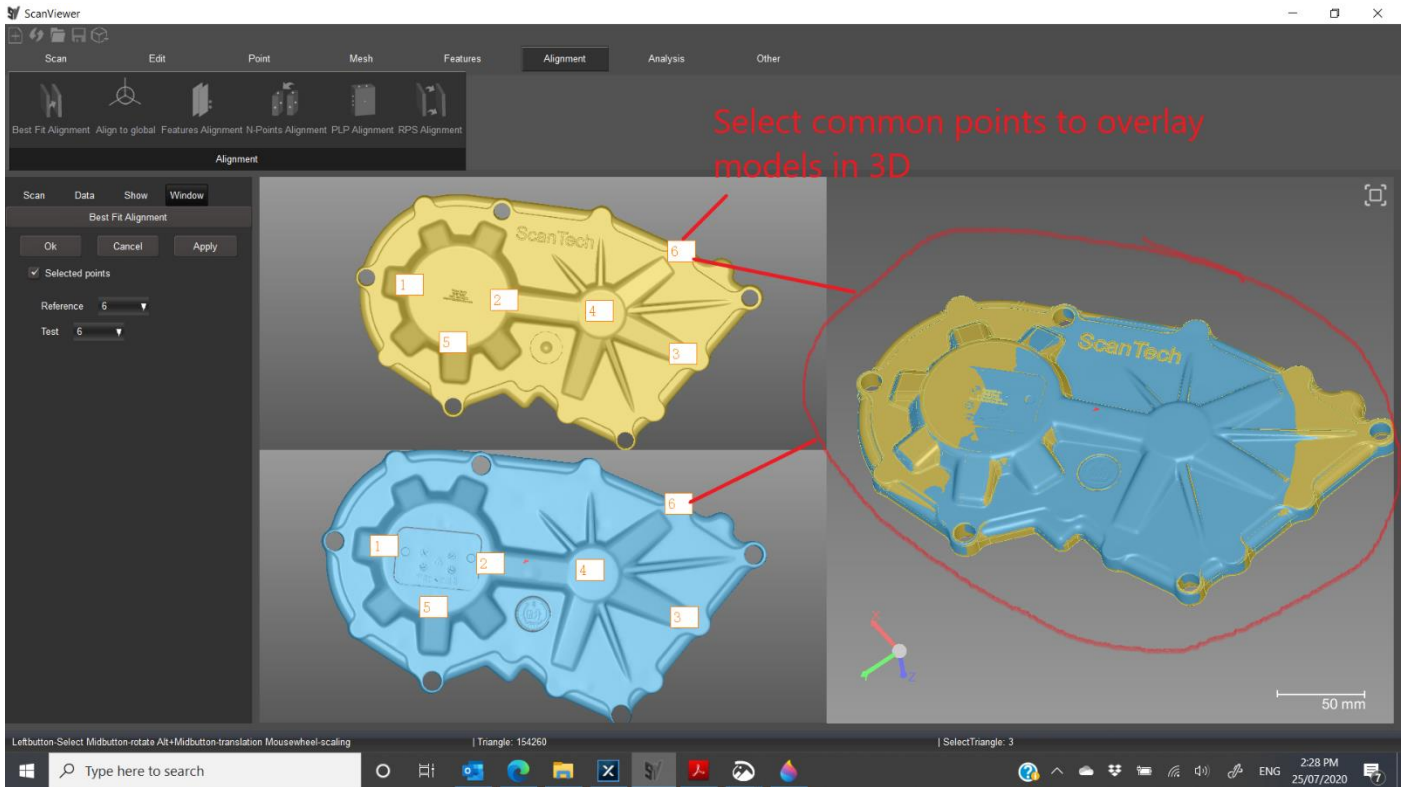 ScanViewer
Scan Edit Point Mesh Features Alignment Analysis Other
Best Fit Alignment Align to global Features Alignment N-Points Alignment PLP Alignment RPS Alignment
Alignment
Select common points to overlay
models in 3D
Scan Data Show Window
Best Fit Alignment
Ok Cancel Apply
Selected points
Reference 6
Test 6
ScanTech
6
1
2
4
5
3
6
1
2
4
5
3
ScanTech
X
Y
Z
50 mm
Leftbutton-Select Midbutton-rotate Alt+Midbutton-translation Mousewheel-scaling | Triangle: 154260 | SelectTriangle: 3
Type here to search
ENG
2:28 PM
25/07/2020
7